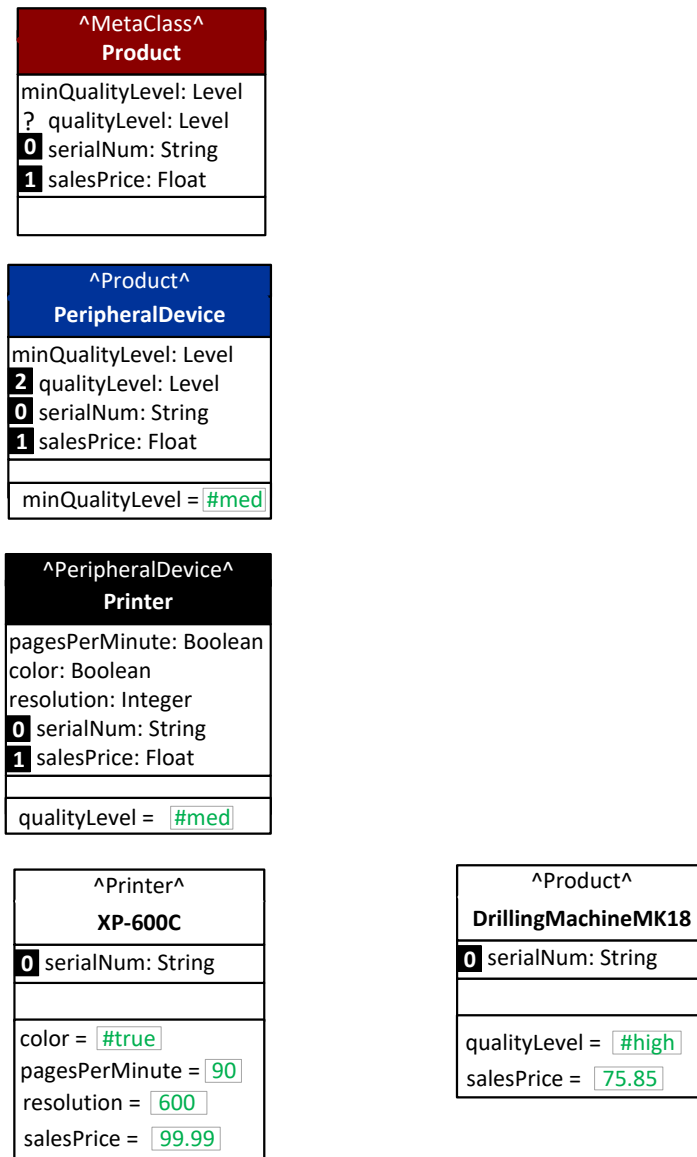 ^MetaClass^
Product
minQualityLevel: Level
? qualityLevel: Level
0 serialNum: String
1 salesPrice: Float
^Product^
PeripheralDevice
minQualityLevel: Level
2 qualityLevel: Level
0 serialNum: String
1 salesPrice: Float
minQualityLevel = #med
^PeripheralDevice^
Printer
pagesPerMinute: Boolean
color: Boolean
resolution: Integer
0 serialNum: String
1 salesPrice: Float
qualityLevel = #med
^Printer^
XP-600C
0 serialNum: String
color = #true
pagesPerMinute = 90
resolution = 600
salesPrice = 99.99
^Product^
DrillingMachineMK18
0 serialNum: String
qualityLevel = #high
salesPrice = 75.85